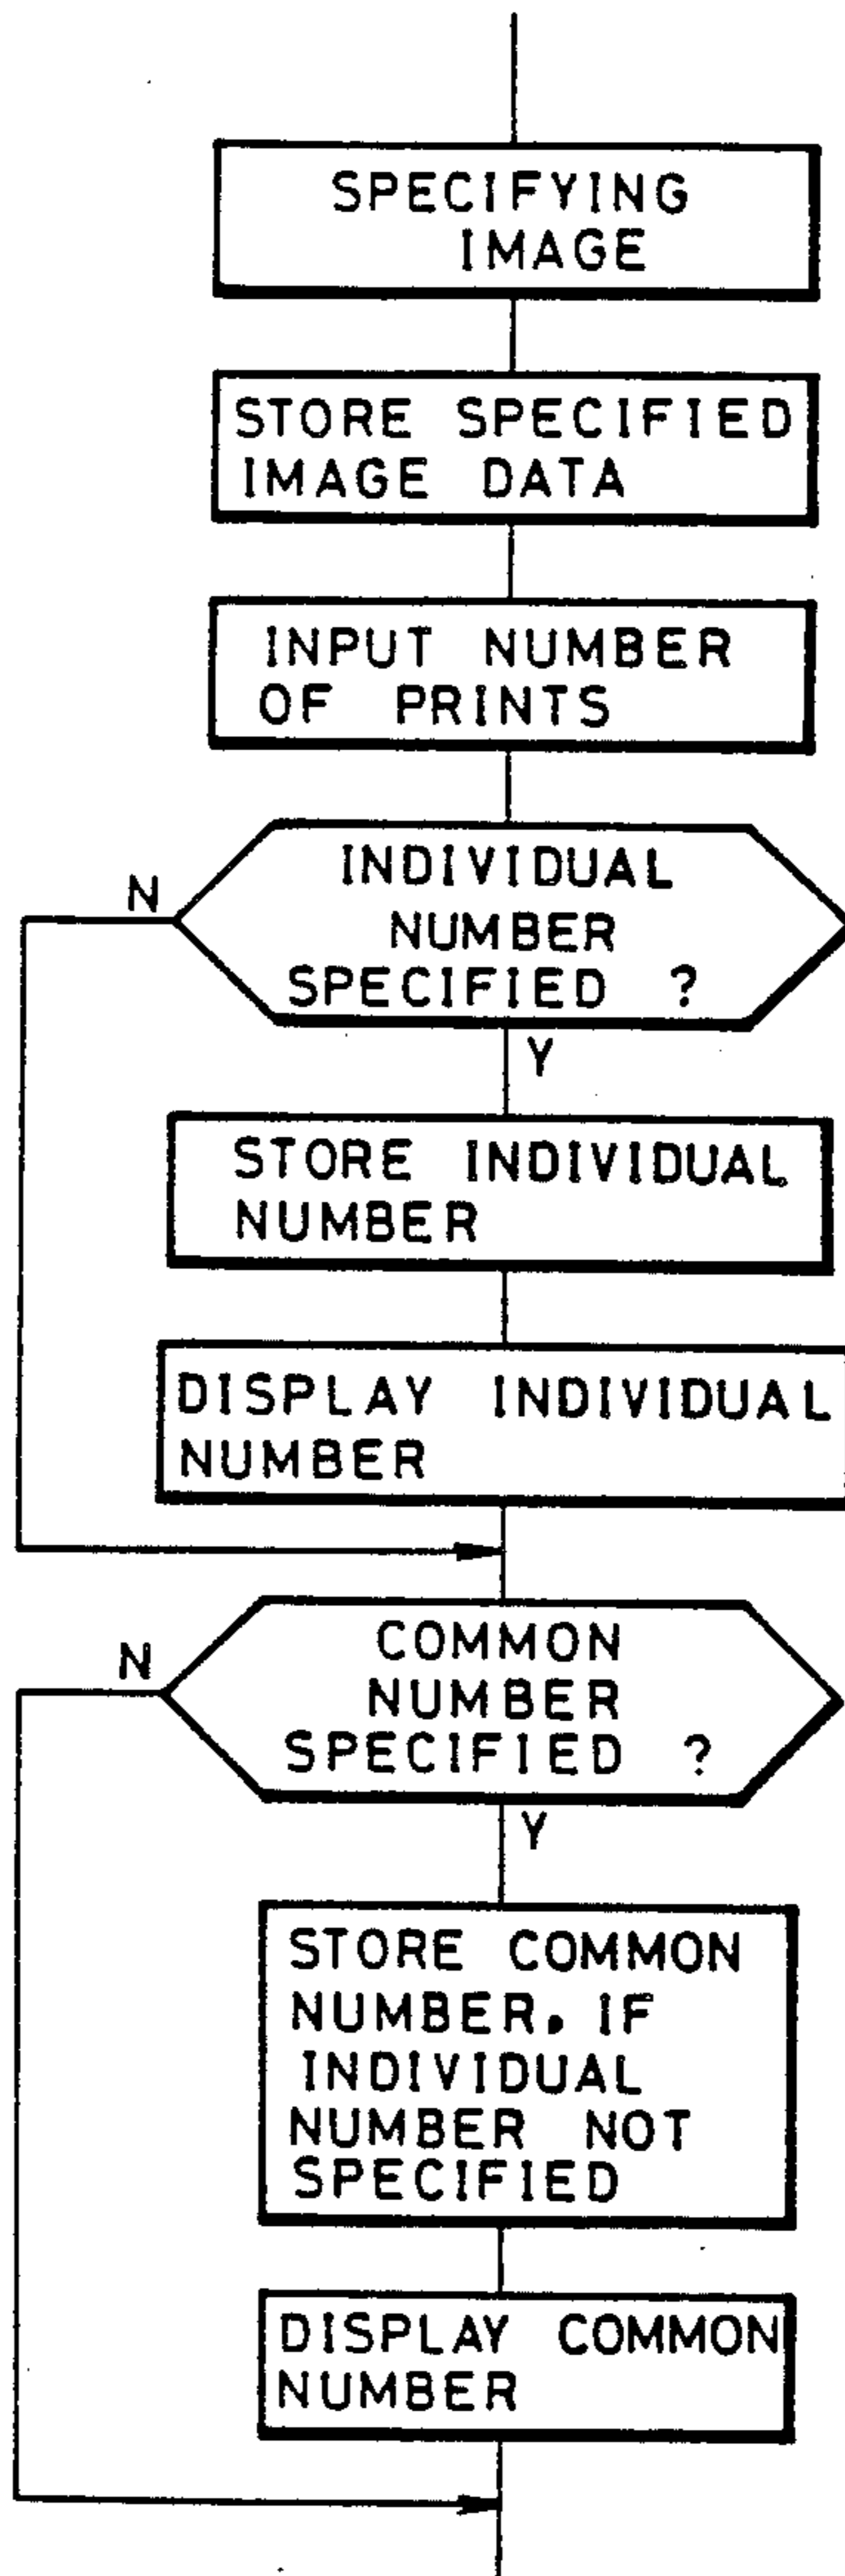 SPECIFYING
IMAGE
STORE SPECIFIED
IMAGE DATA
INPUT NUMBER
OF PRINTS
INDIVIDUAL
NUMBER
SPECIFIED ?
N
Y
STORE INDIVIDUAL
NUMBER
DISPLAY INDIVIDUAL
NUMBER
COMMON
NUMBER
SPECIFIED ?
N
Y
STORE COMMON
NUMBER. IF
INDIVIDUAL
NUMBER NOT
SPECIFIED
DISPLAY COMMON
NUMBER